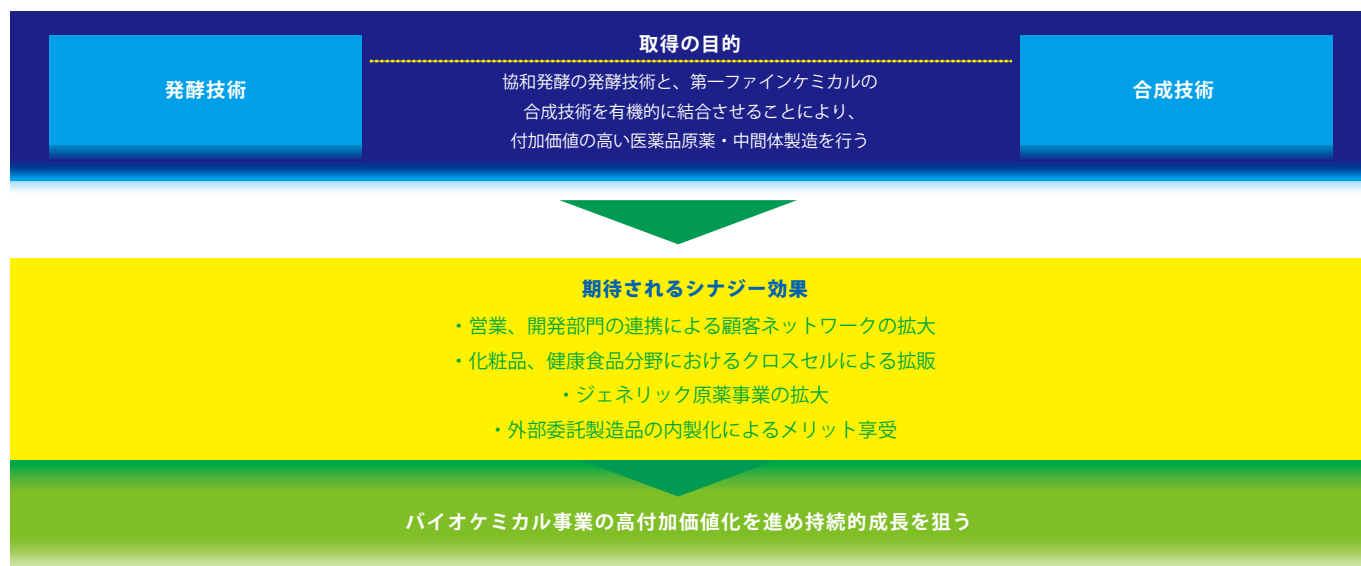 発酵技術
取得の目的
協和発酵の発酵技術と、第一ファインケミカルの
合成技術を有機的に結合させることにより、
付加価値の高い医薬品原薬・中間体製造を行う
合成技術
期待されるシナジー効果
・営業、開発部門の連携による顧客ネットワークの拡大
・化粧品、健康食品分野におけるクロスセルによる拡販
・ジェネリック原薬事業の拡大
・外部委託製造品の内製化によるメリット享受
バイオケミカル事業の高付加価値化を進め持続的成長を狙う